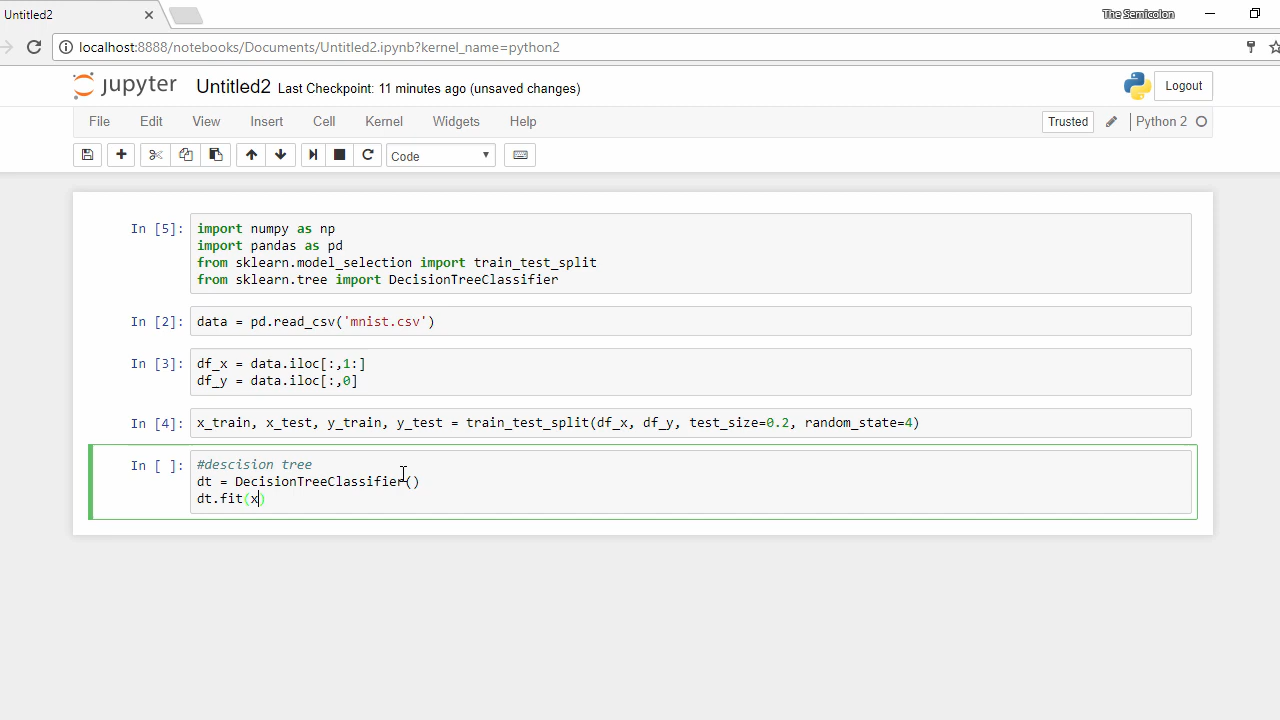 Untitled2
The Semicolon
localhost:8888/notebooks/Documents/Untitled2.ipynb?kernel_name=python2
jupyter Untitled2 Last Checkpoint: 11 minutes ago (unsaved changes)
Logout
File Edit View Insert Cell Kernel Widgets Help
Trusted Python 2
Code
In [5]: import numpy as np
import pandas as pd
from sklearn.model_selection import train_test_split
from sklearn.tree import DecisionTreeClassifier
In [2]: data = pd.read_csv('mnist.csv')
In [3]: df_x = data.iloc[:,1:]
df_y = data.iloc[:,0]
In [4]: x_train, x_test, y_train, y_test = train_test_split(df_x, df_y, test_size=0.2, random_state=4)
In [ ]: #descision tree
dt = DecisionTreeClassifier()
dt.fit(x)